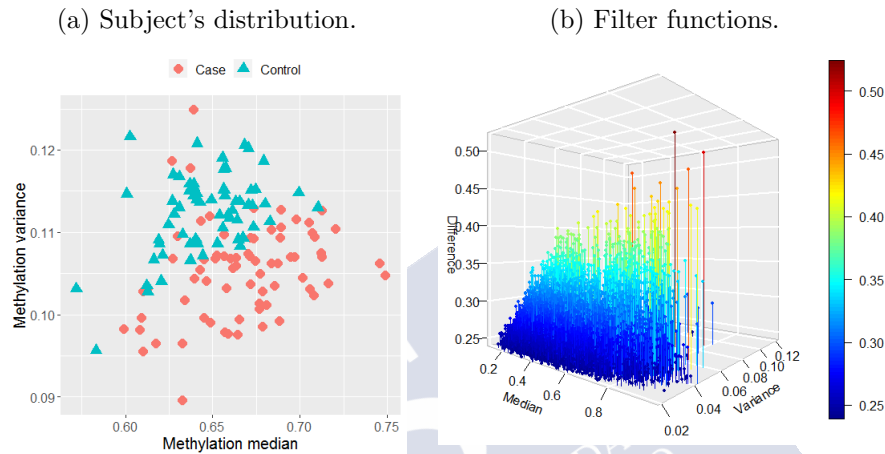 (a) Subject's distribution.
(b) Filter functions.
Case Control
Methylation variance
0.12
0.11
0.10
0.09
0.60 0.65 0.70 0.75
Methylation median
Difference
0.50
0.45
0.40
0.35
0.30
0.25
0.2 0.4 0.6 0.8
Median
0.02 0.04 0.06 0.08 0.10 0.12
Variance
0.50
0.45
0.40
0.35
0.30
0.25